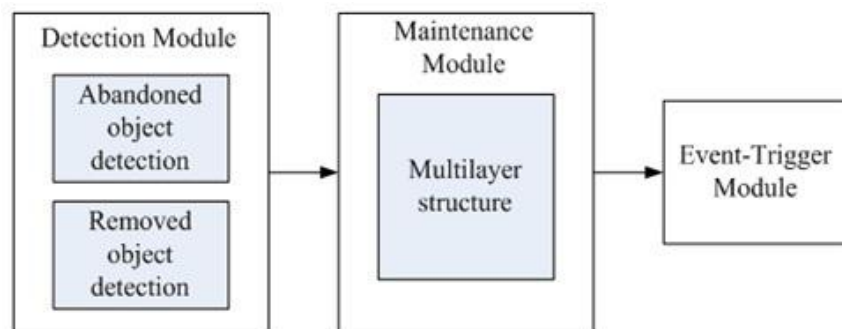 Detection Module
Abandoned
object
detection
Removed
object
detection
Maintenance
Module
Multilayer
structure
Event-Trigger
Module